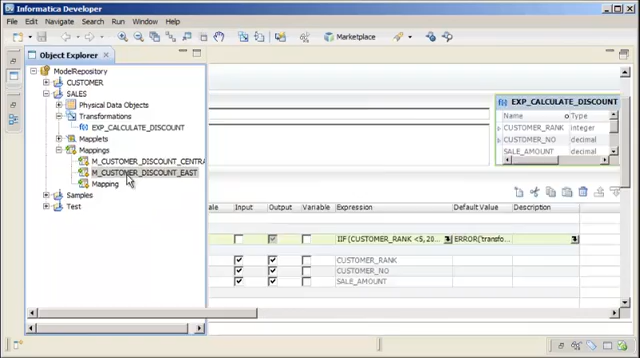 Informatica Developer
File Edit Navigate Search Run Window Help
Marketplace
Object Explorer
ModelRepository
CUSTOMER
SALES
Physical Data Objects
Transformations
EXP_CALCULATE_DISCOUNT
Mapplets
Mappings
M_CUSTOMER_DISCOUNT_CENTRA
M_CUSTOMER_DISCOUNT_EAST
Mapping
Samples
Test
EXP_CALCULATE_DISCOUNT
Name Type
CUSTOMER_RANK integer
CUSTOMER_NO decimal
SALE_AMOUNT decimal
ale Input Output Variable Expression Default Value Description
IIF(CUSTOMER_RANK <5,20... ERROR('transfo...
CUSTOMER_RANK
CUSTOMER_NO
SALE_AMOUNT